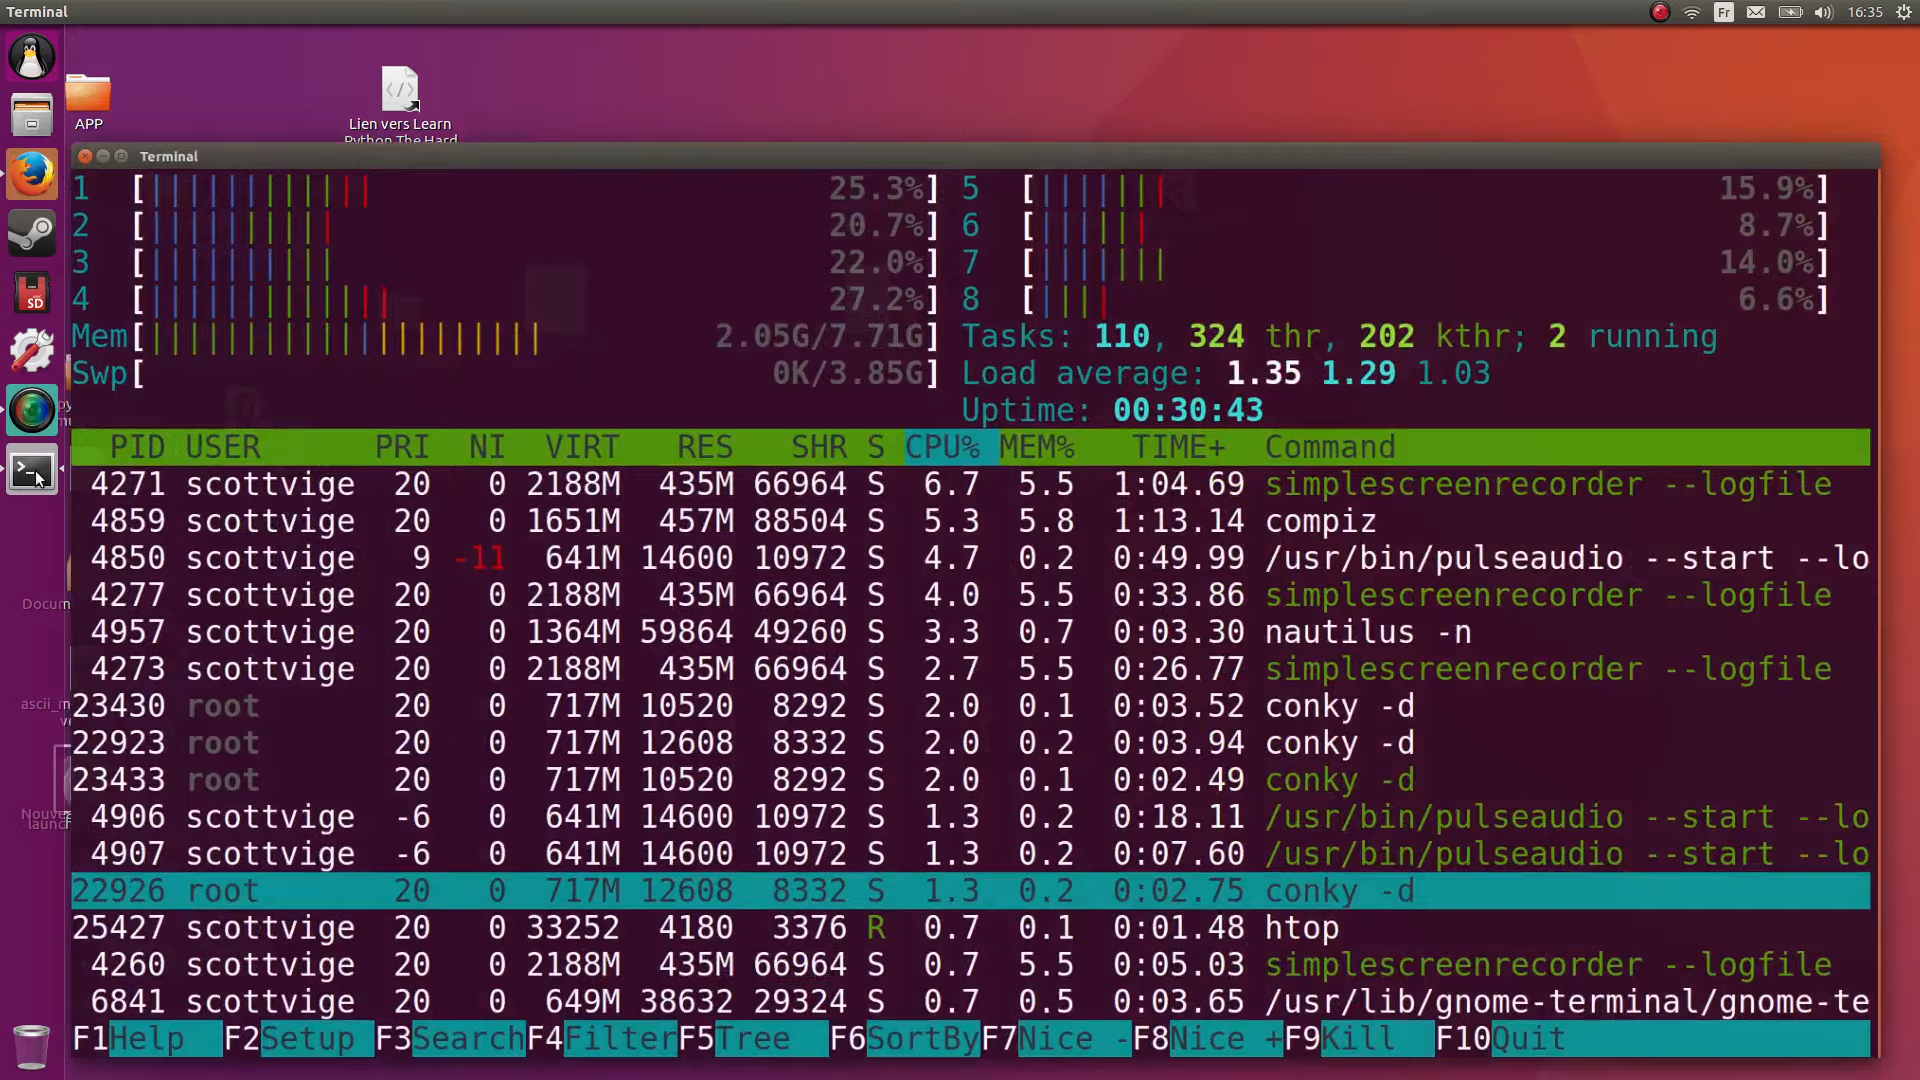 Terminal
Fr
16:35
APP
Lien vers Learn
Python The Hard
Terminal
1 [ 25.3%] 5 [ 15.9%]
2 [ 20.7%] 6 [ 8.7%]
3 [ 22.0%] 7 [ 14.0%]
4 [ 27.2%] 8 [ 6.6%]
Mem[ 2.05G/7.71G] Tasks: 110, 324 thr, 202 kthr; 2 running
Swp[ 0K/3.85G] Load average: 1.35 1.29 1.03
Uptime: 00:30:43
PID USER PRI NI VIRT RES SHR S CPU% MEM% TIME+ Command
4271 scottvige 20 0 2188M 435M 66964 S 6.7 5.5 1:04.69 simplescreenrecorder --logfile
4859 scottvige 20 0 1651M 457M 88504 S 5.3 5.8 1:13.14 compiz
4850 scottvige 9 -11 641M 14600 10972 S 4.7 0.2 0:49.99 /usr/bin/pulseaudio --start --lo
4277 scottvige 20 0 2188M 435M 66964 S 4.0 5.5 0:33.86 simplescreenrecorder --logfile
4957 scottvige 20 0 1364M 59864 49260 S 3.3 0.7 0:03.30 nautilus -n
4273 scottvige 20 0 2188M 435M 66964 S 2.7 5.5 0:26.77 simplescreenrecorder --logfile
23430 root 20 0 717M 10520 8292 S 2.0 0.1 0:03.52 conky -d
22923 root 20 0 717M 12608 8332 S 2.0 0.2 0:03.94 conky -d
23433 root 20 0 717M 10520 8292 S 2.0 0.1 0:02.49 conky -d
4906 scottvige -6 0 641M 14600 10972 S 1.3 0.2 0:18.11 /usr/bin/pulseaudio --start --lo
4907 scottvige -6 0 641M 14600 10972 S 1.3 0.2 0:07.60 /usr/bin/pulseaudio --start --lo
22926 root 20 0 717M 12608 8332 S 1.3 0.2 0:02.75 conky -d
25427 scottvige 20 0 33252 4180 3376 R 0.7 0.1 0:01.48 htop
4260 scottvige 20 0 2188M 435M 66964 S 0.7 5.5 0:05.03 simplescreenrecorder --logfile
6841 scottvige 20 0 649M 38632 29324 S 0.7 0.5 0:03.65 /usr/lib/gnome-terminal/gnome-te
F1Help F2Setup F3SearchF4FilterF5Tree F6SortByF7Nice -F8Nice +F9Kill F10Quit
SD
Docum
ascii_m
Nouve
launch